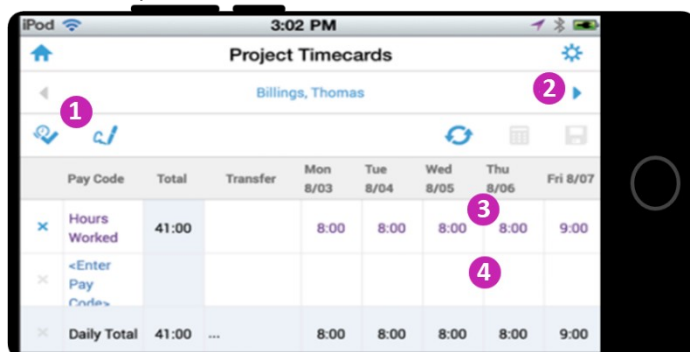 iPod 3:02 PM
Project Timecards
Billings, Thomas 2
1
Pay Code Total Transfer Mon 8/03 Tue 8/04 Wed 8/05 Thu 8/06 Fri 8/07
3
Hours Worked 41:00 8:00 8:00 8:00 8:00 9:00
4
<Enter Pay Code>
Daily Total 41:00 ... 8:00 8:00 8:00 8:00 9:00